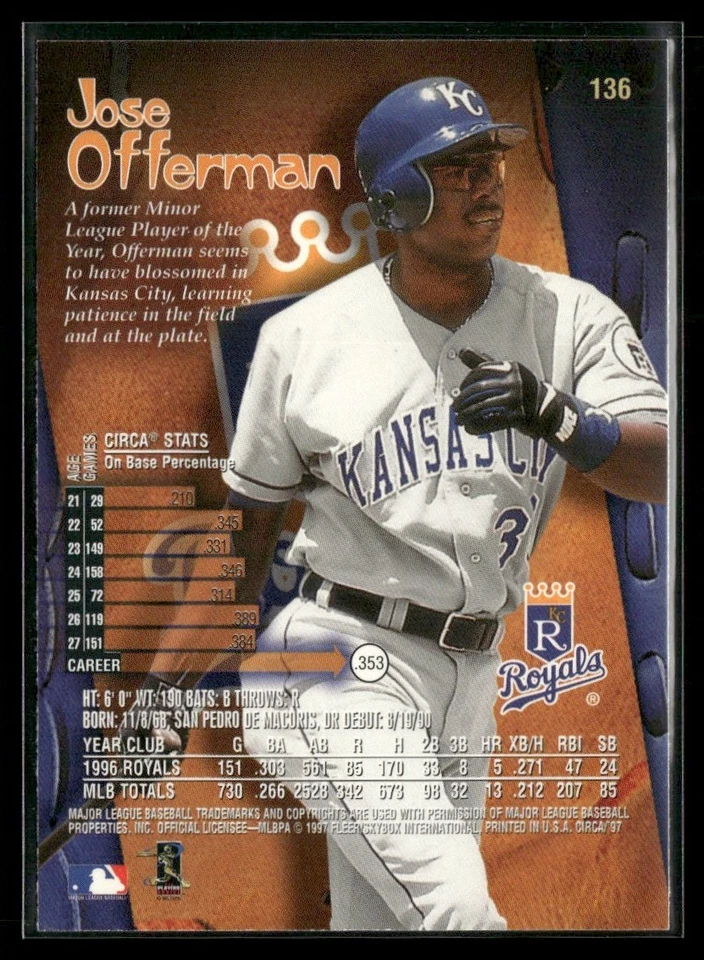 136
Jose
Offerman
A former Minor
League Player of the
Year, Offerman seems
to have blossomed in
Kansas City, learning
patience in the field
and at the plate.
KC
KANSAS CI
3
NIKE
CIRCA® STATS
On Base Percentage
AGE GAMES
21 29 .210
22 52 .345
23 149 .331
24 158 .346
25 72 .314
26 119 .389
27 151 .384
CAREER .353
KC
R
Royals ®
HT: 6' 0" WT: 190 BATS: B THROWS: R
BORN: 11/8/68, SAN PEDRO DE MACORIS, DR DEBUT: 8/19/90
YEAR CLUB G BA AB R H 2B 3B HR XB/H RBI SB
1996 ROYALS 151 .303 561 85 170 33 8 5 .271 47 24
MLB TOTALS 730 .266 2528 342 673 98 32 13 .212 207 85
MAJOR LEAGUE BASEBALL TRADEMARKS AND COPYRIGHTS ARE USED WITH PERMISSION OF MAJOR LEAGUE BASEBALL
PROPERTIES, INC. OFFICIAL LICENSEE—MLBPA © 1997 FLEER/SKYBOX INTERNATIONAL. PRINTED IN U.S.A. CIRCA/'97
MAJOR LEAGUE BASEBALL
PLAYERS